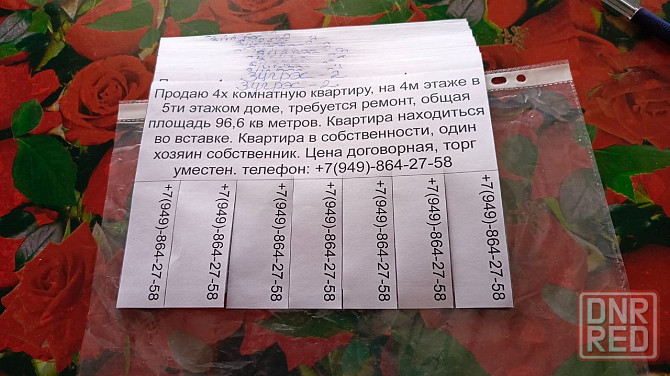 Зугрэс-2
Продаю 4х комнатную квартиру, на 4м этаже в
5ти этажом доме, требуется ремонт, общая
площадь 96,6 кв метров. Квартира находиться
во вставке. Квартира в собственности, один
хозяин собственник. Цена договорная, торг
уместен. телефон: +7(949)-864-27-58
+7(949)-864-27-58
+7(949)-864-27-58
+7(949)-864-27-58
+7(949)-864-27-58
+7(949)-864-27-58
+7(949)-864-27-58
+7(949)-864-27-58
DNR
RED